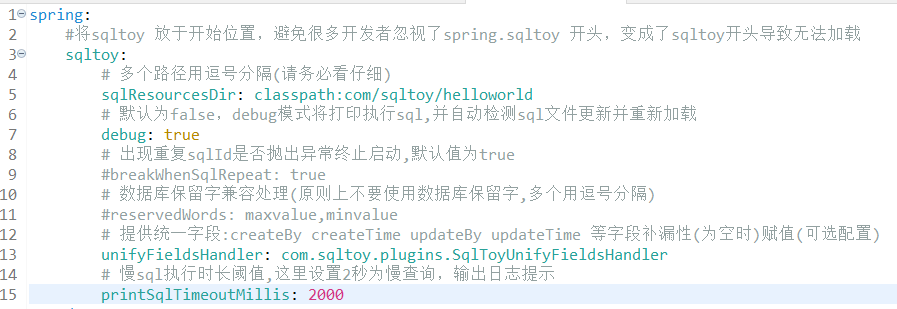 1 spring:
2 #将sqltoy 放于开始位置，避免很多开发者忽视了spring.sqltoy 开头，变成了sqltoy开头导致无法加载
3 sqltoy:
4 # 多个路径用逗号分隔(请务必看仔细)
5 sqlResourcesDir: classpath:com/sqltoy/helloworld
6 # 默认为false，debug模式将打印执行sql,并自动检测sql文件更新并重新加载
7 debug: true
8 # 出现重复sqlId是否抛出异常终止启动,默认值为true
9 #breakWhenSqlRepeat: true
10 # 数据库保留字兼容处理(原则上不要使用数据库保留字,多个用逗号分隔)
11 #reservedWords: maxvalue,minvalue
12 # 提供统一字段:createBy createTime updateBy updateTime 等字段补漏性(为空时)赋值(可选配置)
13 unifyFieldsHandler: com.sqltoy.plugins.SqlToyUnifyFieldsHandler
14 # 慢sql执行时长阈值,这里设置2秒为慢查询，输出日志提示
15 printSqlTimeoutMillis: 2000